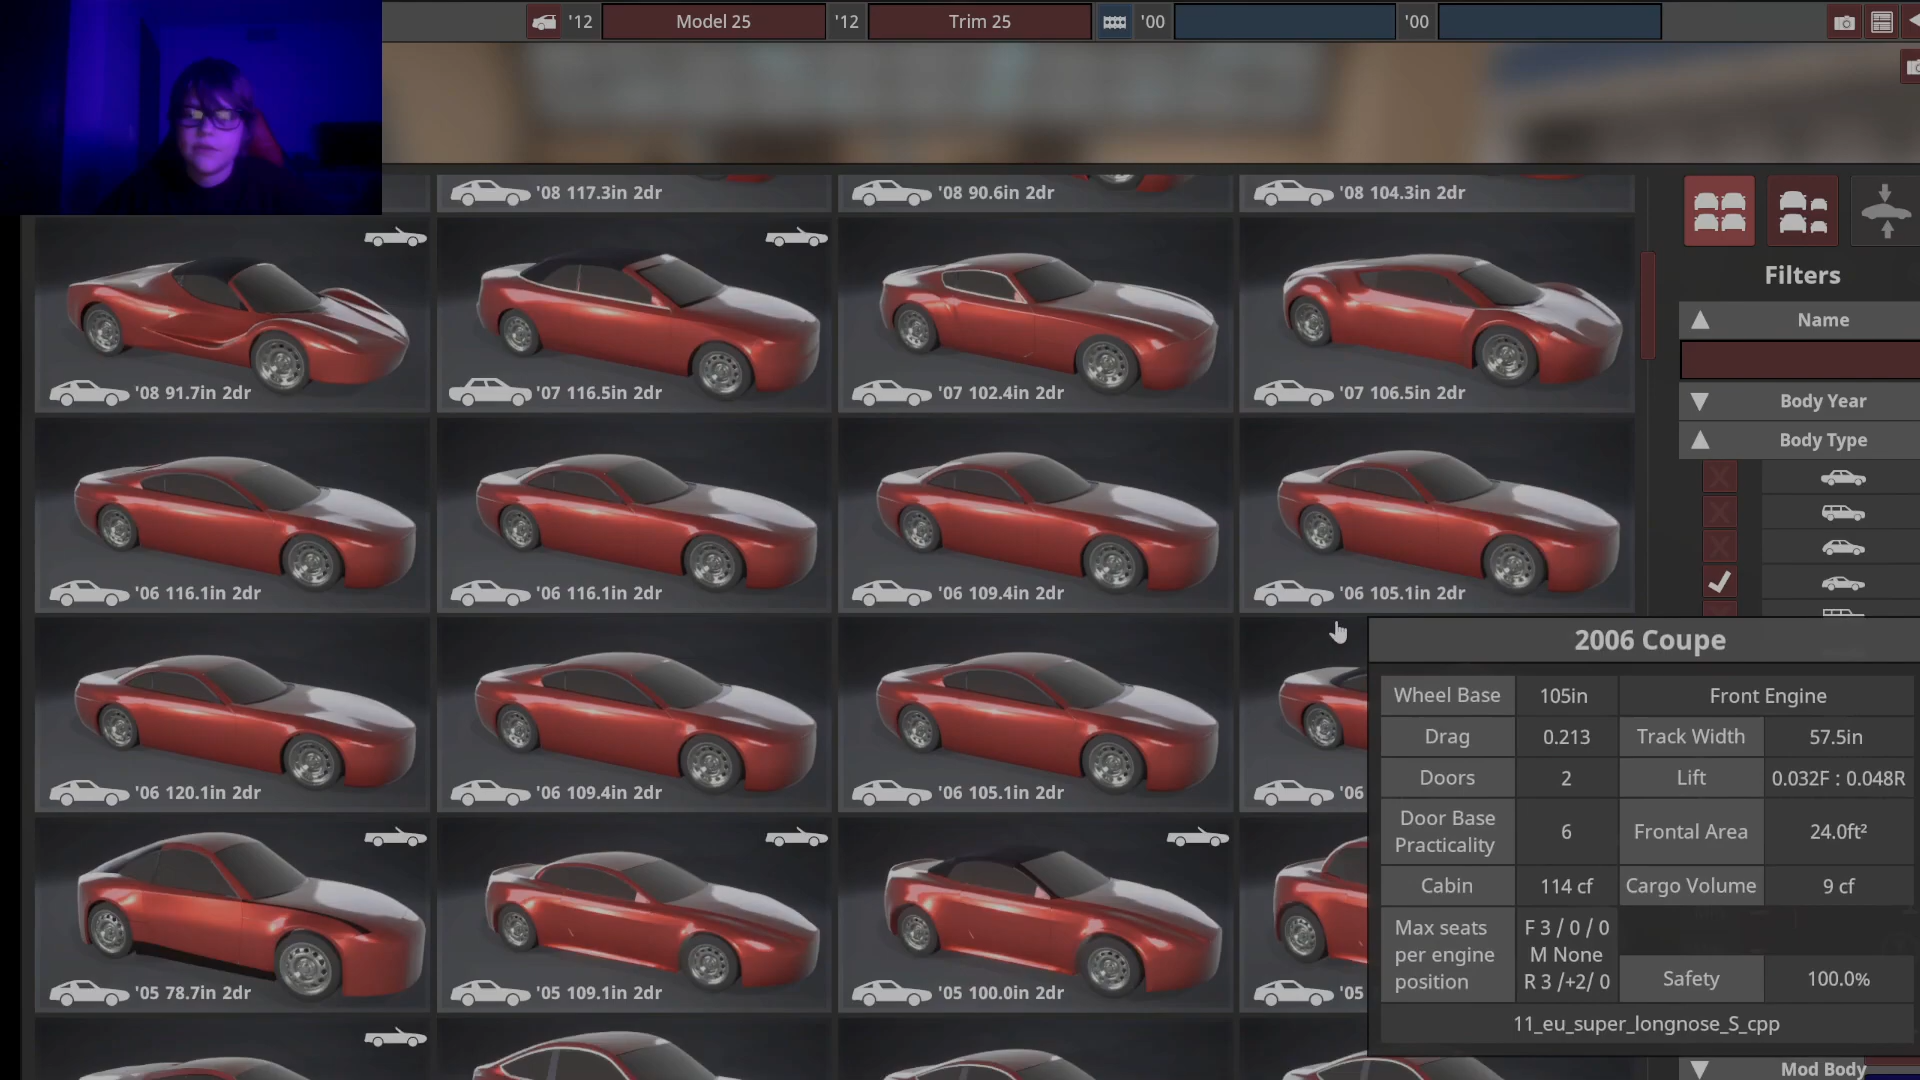 '12 Model 25 '12 Trim 25 '00 '00
'08 117.3in 2dr '08 90.6in 2dr '08 104.3in 2dr
Filters
Name
'08 91.7in 2dr '07 116.5in 2dr '07 102.4in 2dr '07 106.5in 2dr
Body Year
Body Type
'06 116.1in 2dr '06 116.1in 2dr '06 109.4in 2dr '06 105.1in 2dr
2006 Coupe
Wheel Base 105in Front Engine
Drag 0.213 Track Width 57.5in
Doors 2 Lift 0.032F : 0.048R
'06 120.1in 2dr '06 109.4in 2dr '06 105.1in 2dr '06
Door Base
Practicality 6 Frontal Area 24.0ft²
Cabin 114 cf Cargo Volume 9 cf
Max seats
per engine
position
F 3 / 0 / 0
M None
R 3 /+2/ 0
Safety 100.0%
'05 78.7in 2dr '05 109.1in 2dr '05 100.0in 2dr '05
11_eu_super_longnose_S_cpp
Mod Body